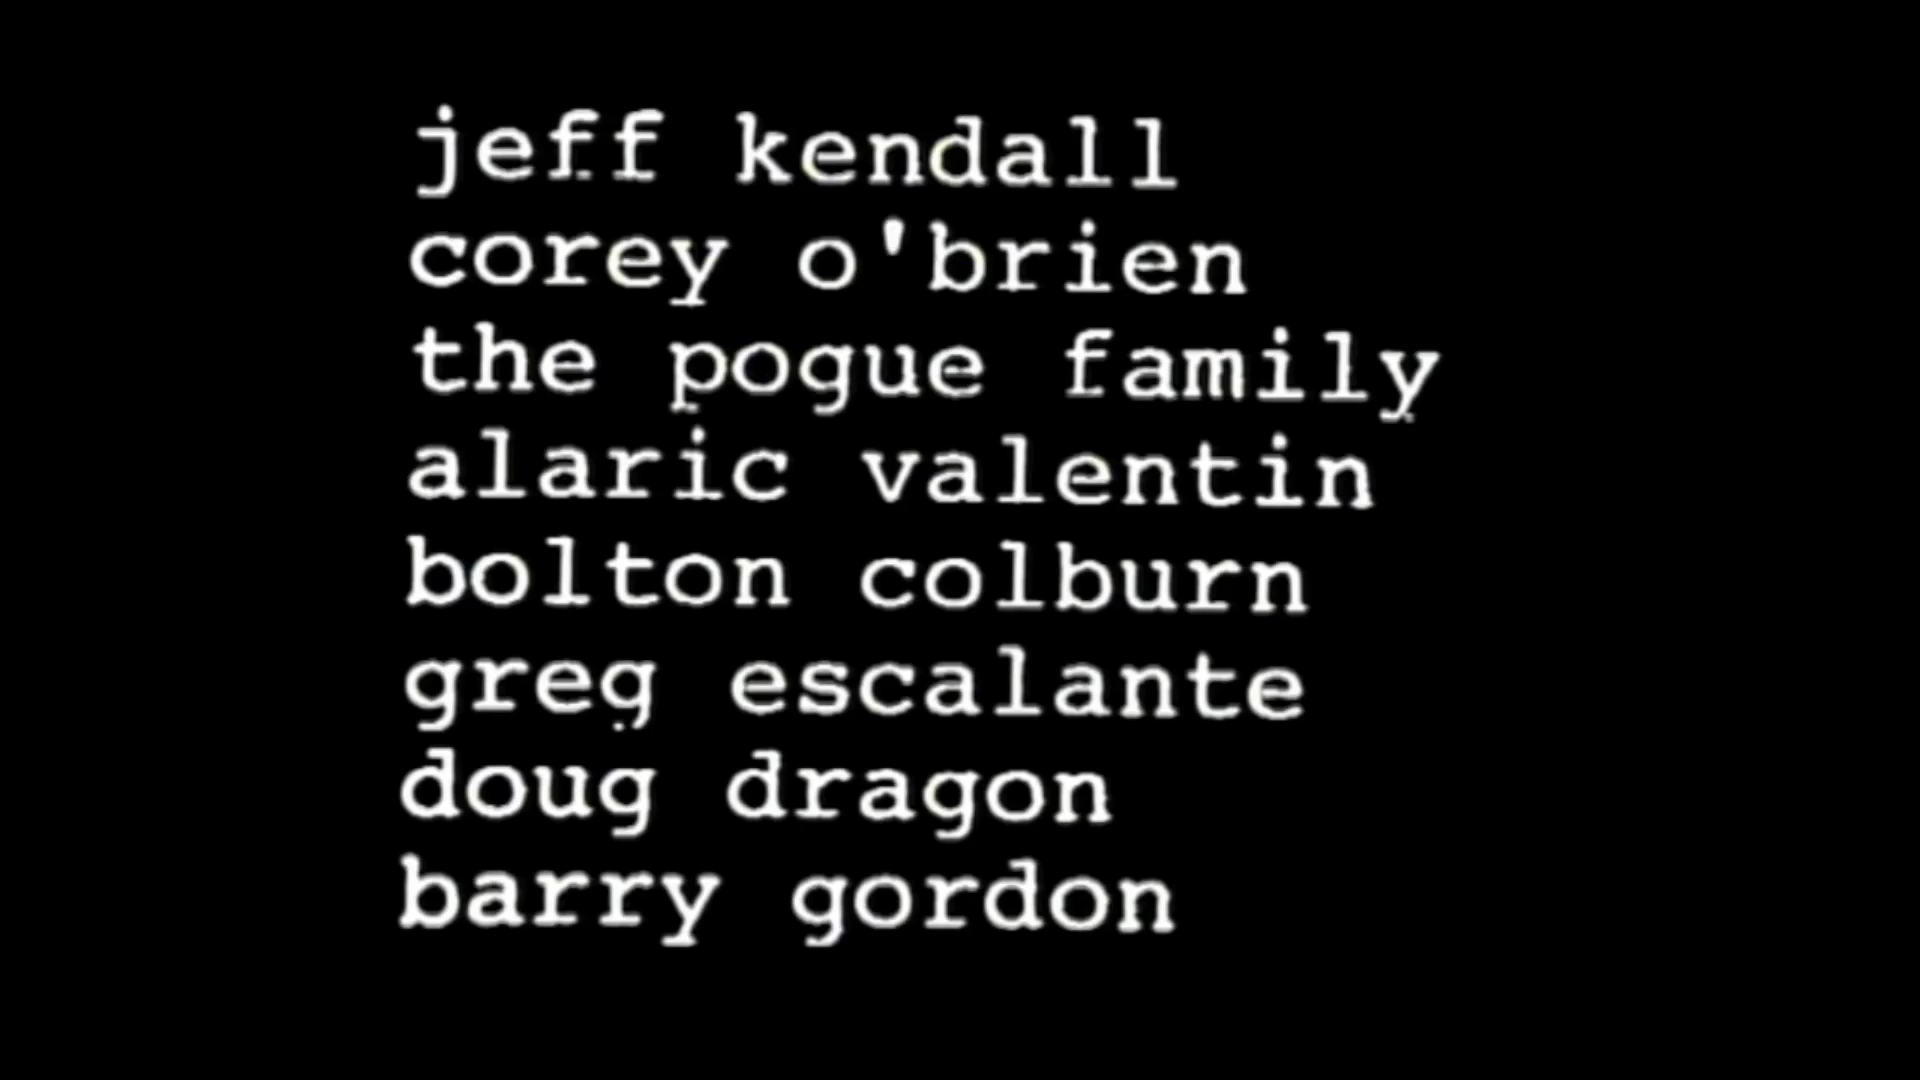 jeff kendall
corey o'brien
the pogue family
alaric valentin
bolton colburn
greg escalante
doug dragon
barry gordon